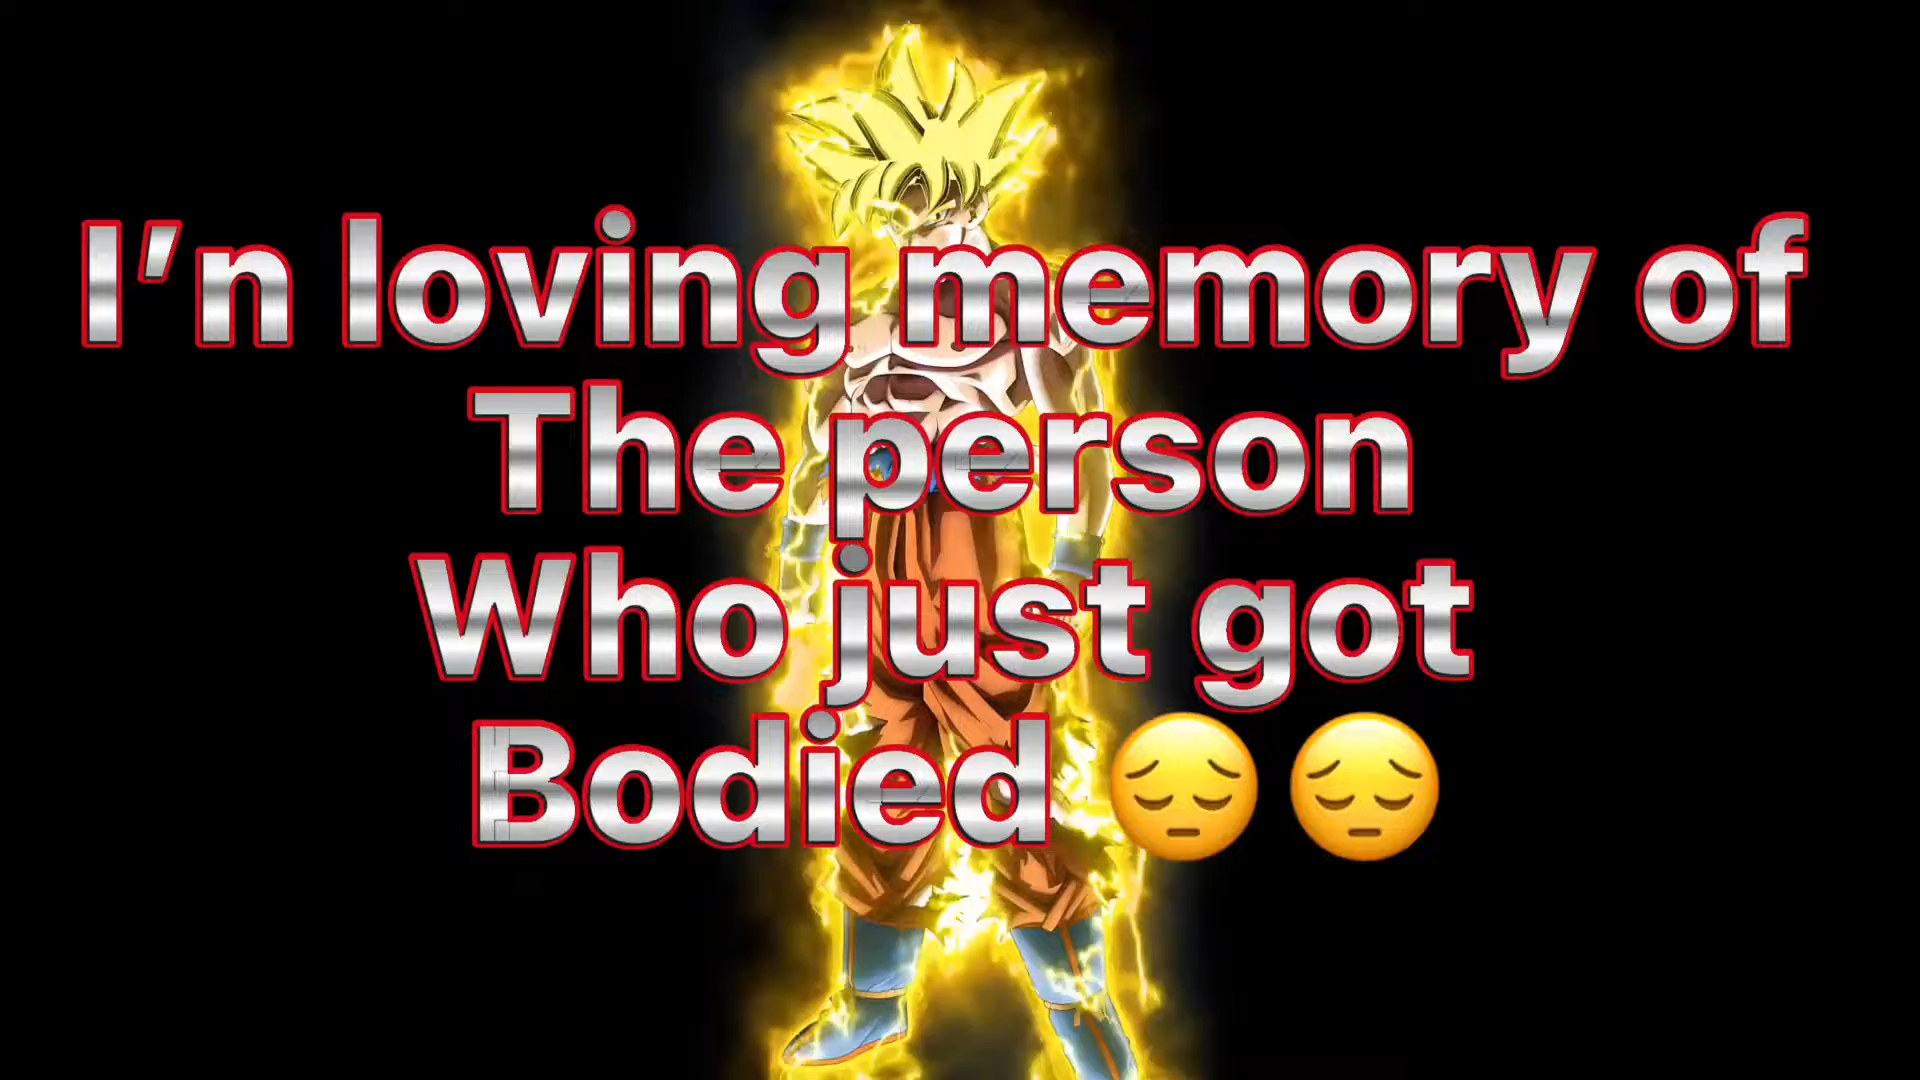 I’n loving memory of
The person
Who just got
Bodied 😔 😔